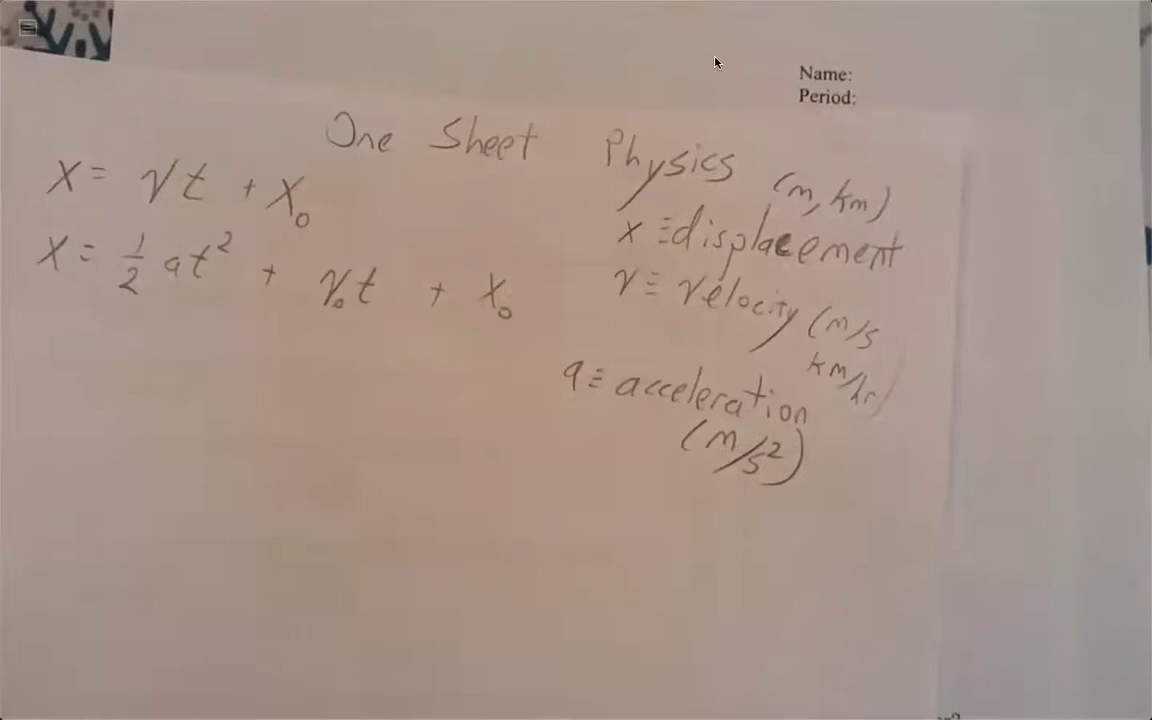 Name:
Period:
One Sheet Physics
x = vt + x₀
x = 1/2 at² + v₀t + x₀
(m, km)
x ≡ displacement
v ≡ velocity (m/s
km/hr)
a ≡ acceleration
(m/s²)